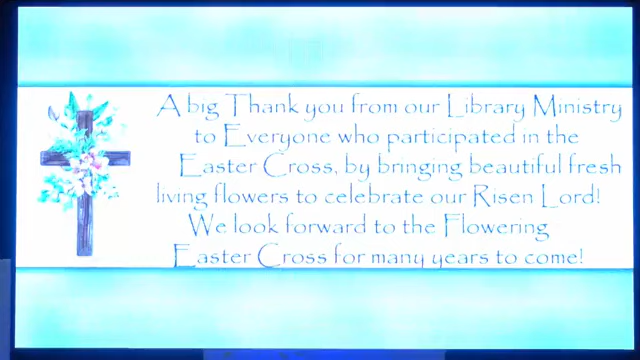 A big Thank you from our Library Ministry
to Everyone who participated in the
Easter Cross, by bringing beautiful fresh
living flowers to celebrate our Risen Lord!
We look forward to the Flowering
Easter Cross for many years to come!